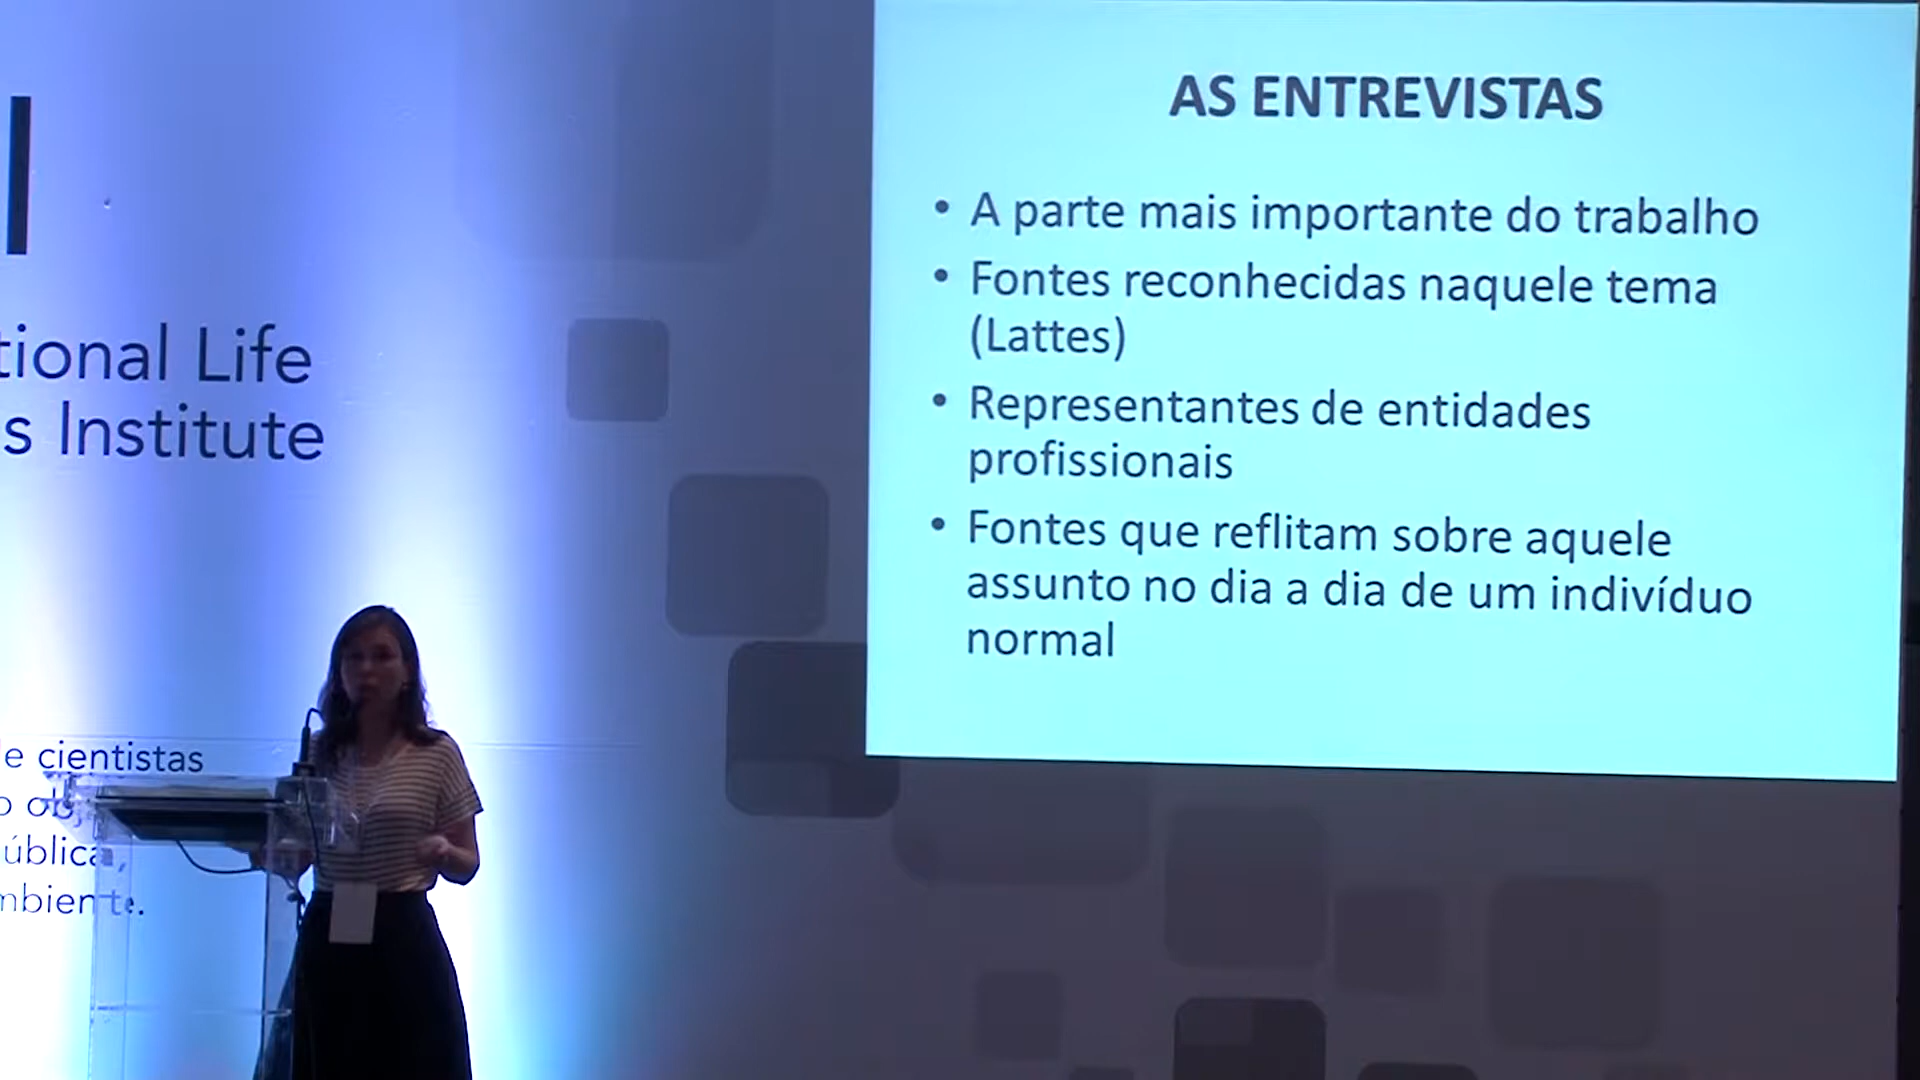 tional Life
s Institute
e cientistas
ública,
mbiente.
AS ENTREVISTAS
• A parte mais importante do trabalho
• Fontes reconhecidas naquele tema
(Lattes)
• Representantes de entidades
profissionais
• Fontes que reflitam sobre aquele
assunto no dia a dia de um indivíduo
normal